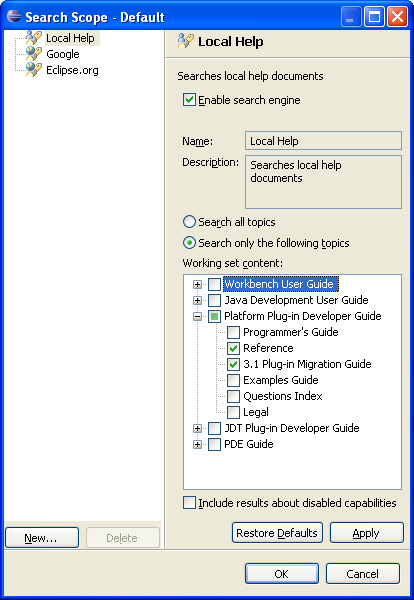 Search Scope - Default
Local Help
Google
Eclipse.org
New...
Delete
Local Help
Searches local help documents
Enable search engine
Name: Local Help
Description: Searches local help
documents
Search all topics
Search only the following topics
Working set content:
Workbench User Guide
Java Development User Guide
Platform Plug-in Developer Guide
Programmer's Guide
Reference
3.1 Plug-in Migration Guide
Examples Guide
Questions Index
Legal
JDT Plug-in Developer Guide
PDE Guide
Include results about disabled capabilities
Restore Defaults Apply
OK Cancel